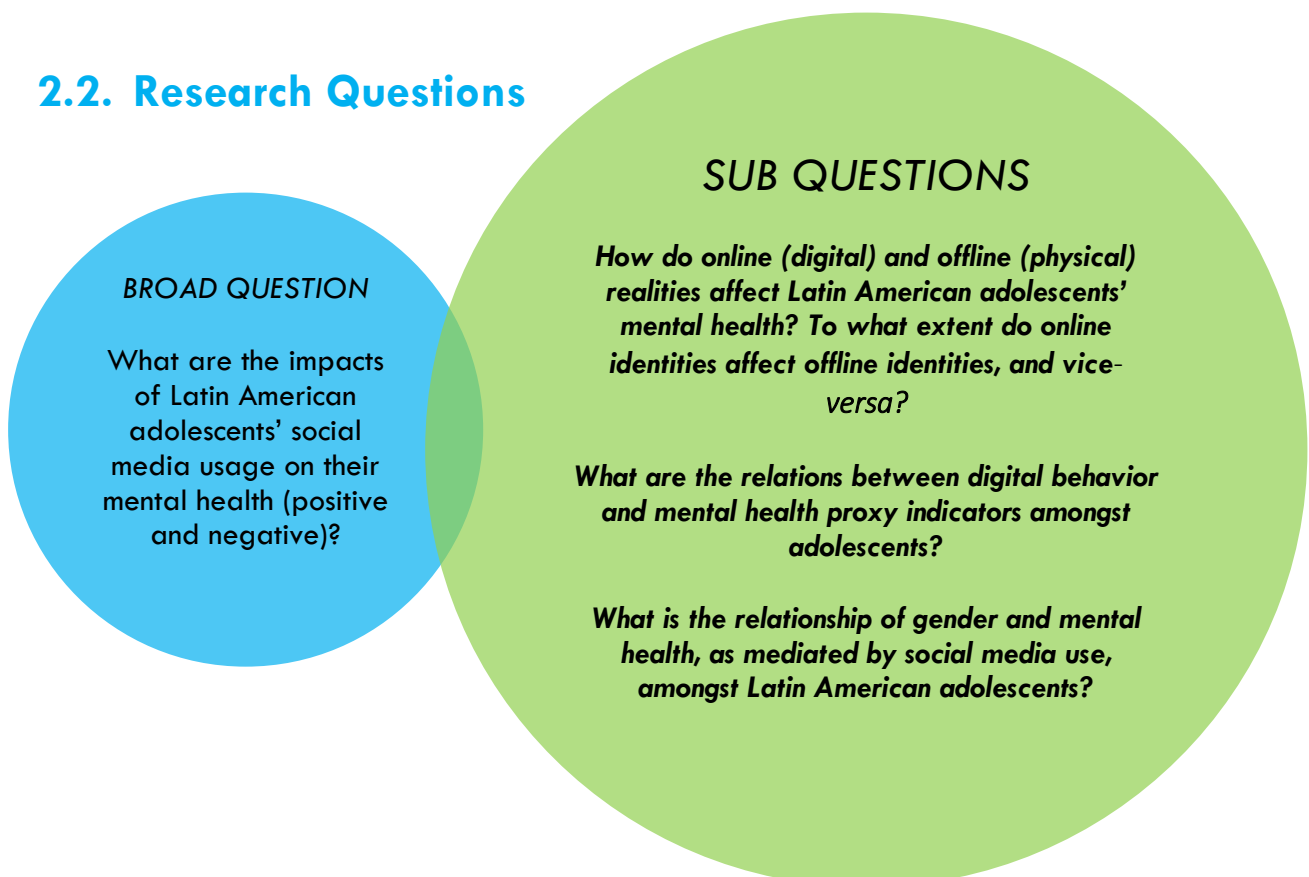 2.2. Research Questions
BROAD QUESTION
What are the impacts
of Latin American
adolescents’ social
media usage on their
mental health (positive
and negative)?
SUB QUESTIONS
How do online (digital) and offline (physical)
realities affect Latin American adolescents’
mental health? To what extent do online
identities affect offline identities, and vice-
versa?
What are the relations between digital behavior
and mental health proxy indicators amongst
adolescents?
What is the relationship of gender and mental
health, as mediated by social media use,
amongst Latin American adolescents?